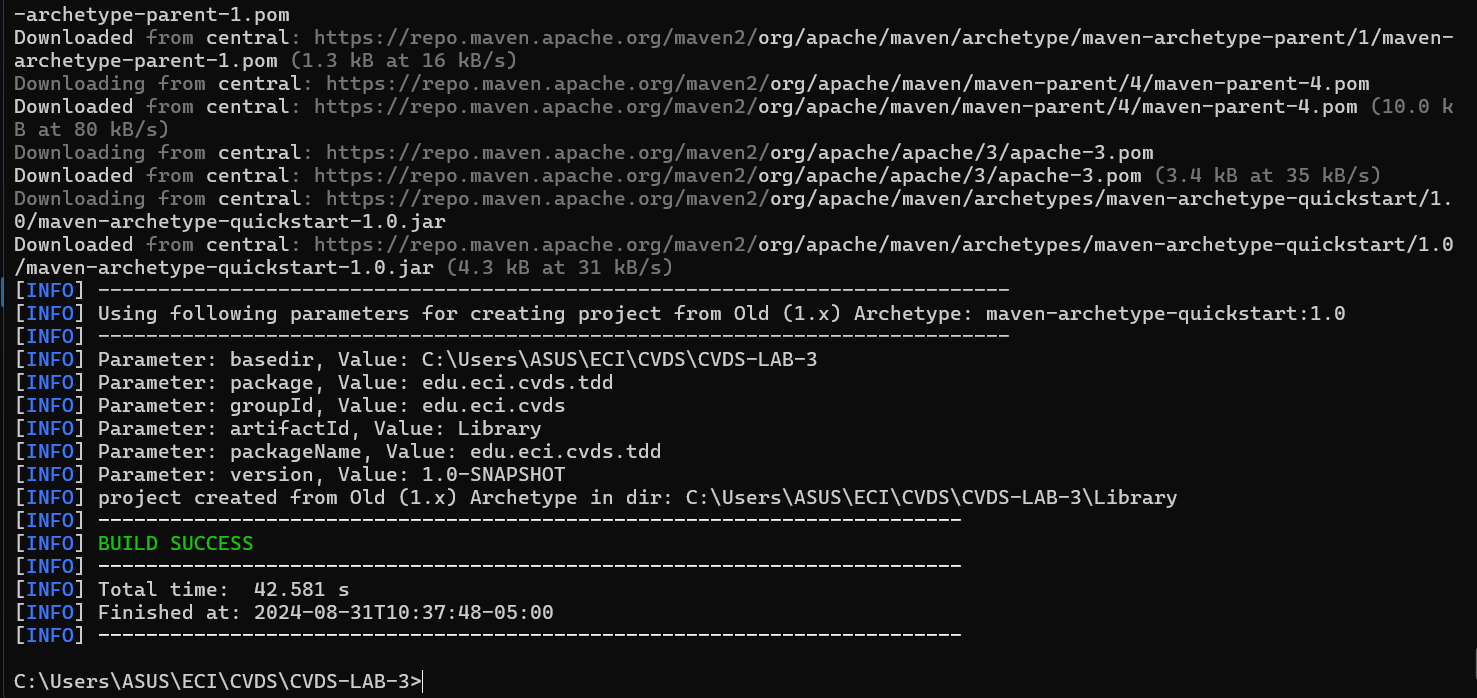 -archetype-parent-1.pom
Downloaded from central: https://repo.maven.apache.org/maven2/org/apache/maven/archetype/maven-archetype-parent/1/maven-
archetype-parent-1.pom (1.3 kB at 16 kB/s)
Downloading from central: https://repo.maven.apache.org/maven2/org/apache/maven/maven-parent/4/maven-parent-4.pom
Downloaded from central: https://repo.maven.apache.org/maven2/org/apache/maven/maven-parent/4/maven-parent-4.pom (10.0 k
B at 80 kB/s)
Downloading from central: https://repo.maven.apache.org/maven2/org/apache/apache/3/apache-3.pom
Downloaded from central: https://repo.maven.apache.org/maven2/org/apache/apache/3/apache-3.pom (3.4 kB at 35 kB/s)
Downloading from central: https://repo.maven.apache.org/maven2/org/apache/maven/archetypes/maven-archetype-quickstart/1.
0/maven-archetype-quickstart-1.0.jar
Downloaded from central: https://repo.maven.apache.org/maven2/org/apache/maven/archetypes/maven-archetype-quickstart/1.0
/maven-archetype-quickstart-1.0.jar (4.3 kB at 31 kB/s)
[INFO] ----------------------------------------------------------------------------
[INFO] Using following parameters for creating project from Old (1.x) Archetype: maven-archetype-quickstart:1.0
[INFO] ----------------------------------------------------------------------------
[INFO] Parameter: basedir, Value: C:\Users\ASUS\ECI\CVDS\CVDS-LAB-3
[INFO] Parameter: package, Value: edu.eci.cvds.tdd
[INFO] Parameter: groupId, Value: edu.eci.cvds
[INFO] Parameter: artifactId, Value: Library
[INFO] Parameter: packageName, Value: edu.eci.cvds.tdd
[INFO] Parameter: version, Value: 1.0-SNAPSHOT
[INFO] project created from Old (1.x) Archetype in dir: C:\Users\ASUS\ECI\CVDS\CVDS-LAB-3\Library
[INFO] ------------------------------------------------------------------------
[INFO] BUILD SUCCESS
[INFO] ------------------------------------------------------------------------
[INFO] Total time:  42.581 s
[INFO] Finished at: 2024-08-31T10:37:48-05:00
[INFO] ------------------------------------------------------------------------
C:\Users\ASUS\ECI\CVDS\CVDS-LAB-3>